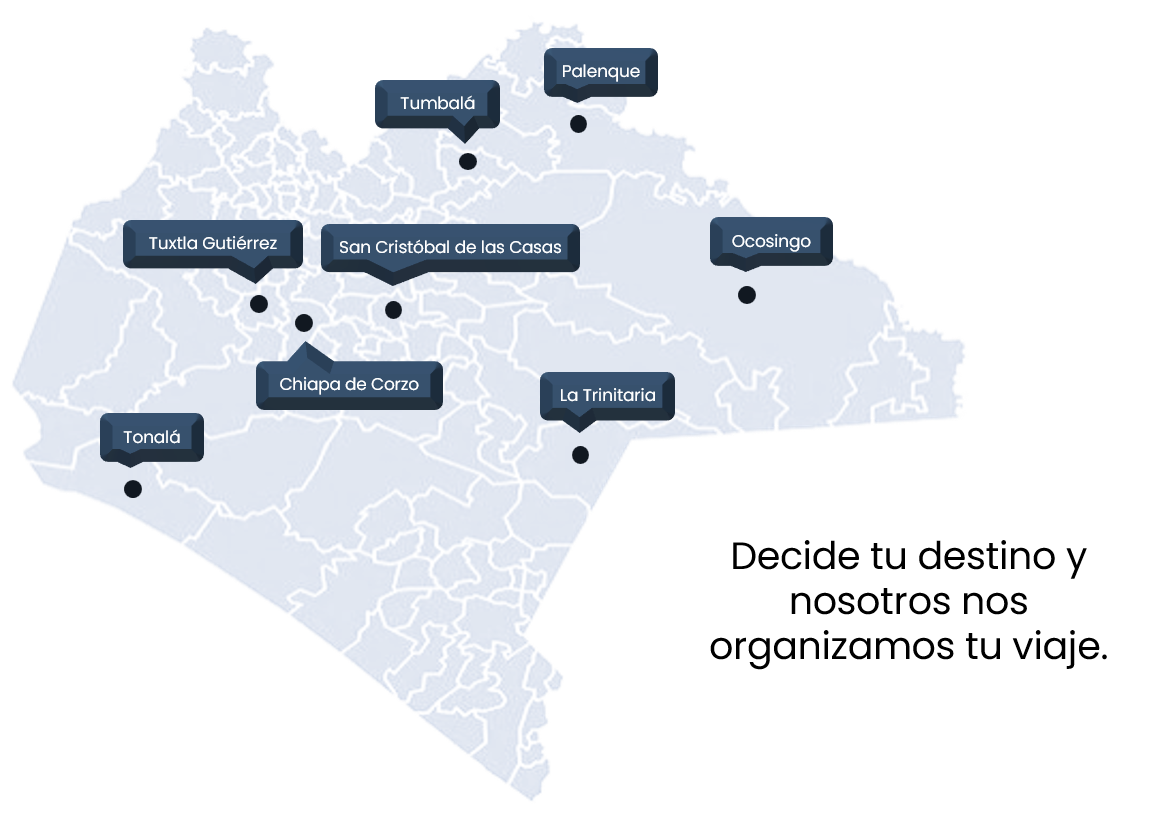 Palenque
Tumbalá
Ocosingo
Tuxtla Gutiérrez
San Cristóbal de las Casas
Chiapa de Corzo
La Trinitaria
Tonalá
Decide tu destino y
nosotros nos
organizamos tu viaje.